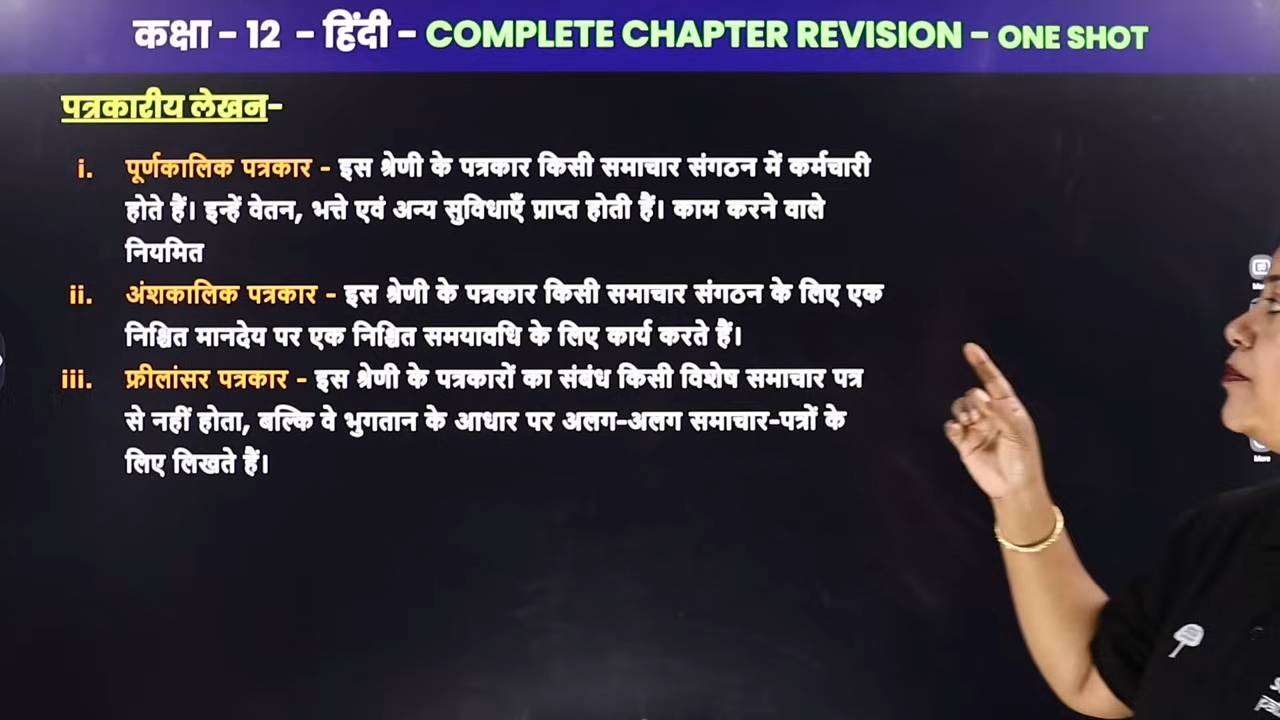 कक्षा - 12 - हिंदी - COMPLETE CHAPTER REVISION - ONE SHOT
पत्रकारीय लेखन-
i. पूर्णकालिक पत्रकार - इस श्रेणी के पत्रकार किसी समाचार संगठन में कर्मचारी
होते हैं। इन्हें वेतन, भत्ते एवं अन्य सुविधाएँ प्राप्त होती हैं। काम करने वाले
नियमित
ii. अंशकालिक पत्रकार - इस श्रेणी के पत्रकार किसी समाचार संगठन के लिए एक
निश्चित मानदेय पर एक निश्चित समयावधि के लिए कार्य करते हैं।
iii. फ्रीलांसर पत्रकार - इस श्रेणी के पत्रकारों का संबंध किसी विशेष समाचार पत्र
से नहीं होता, बल्कि वे भुगतान के आधार पर अलग-अलग समाचार-पत्रों के
लिए लिखते हैं।
More